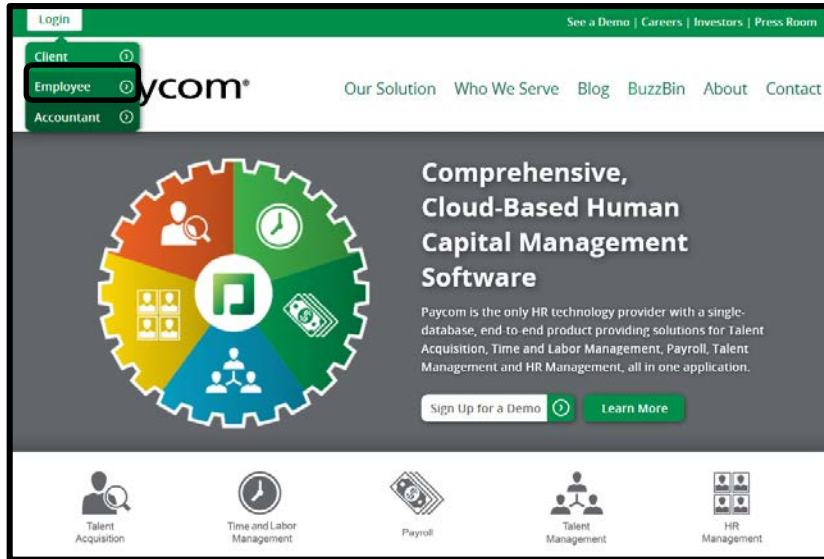 Login
See a Demo | Careers | Investors | Press Room
Client
Employee
Accountant
ycom®
Our Solution Who We Serve Blog BuzzBin About Contact
Comprehensive,
Cloud-Based Human
Capital Management
Software
Paycom is the only HR technology provider with a single-
database, end-to-end product providing solutions for Talent
Acquisition, Time and Labor Management, Payroll, Talent
Management and HR Management, all in one application.
Sign Up for a Demo
Learn More
Talent
Acquisition
Time and Labor
Management
Payroll
Talent
Management
HR
Management